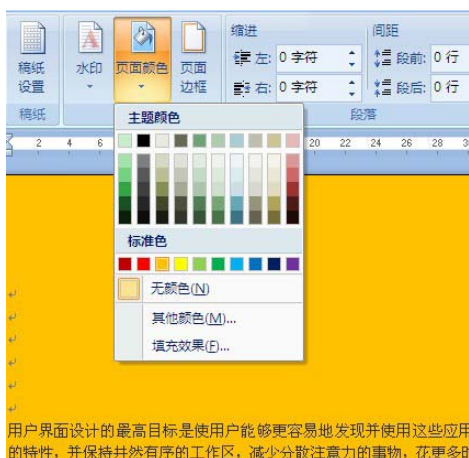 缩进 间距
稿纸设置 水印 页面颜色 页面边框 左: 0 字符 段前: 0 行
右: 0 字符 段后: 0 行
稿纸 段落
主题颜色
2 4 6 20 22 24 26 28
标准色
无颜色(N)
其他颜色(M)...
填充效果(F)...
用户界面设计的最高目标是使用户能够更容易地发现并使用这些应用
的特性，并保持井然有序的工作区，减少分散注意力的事物，花更多